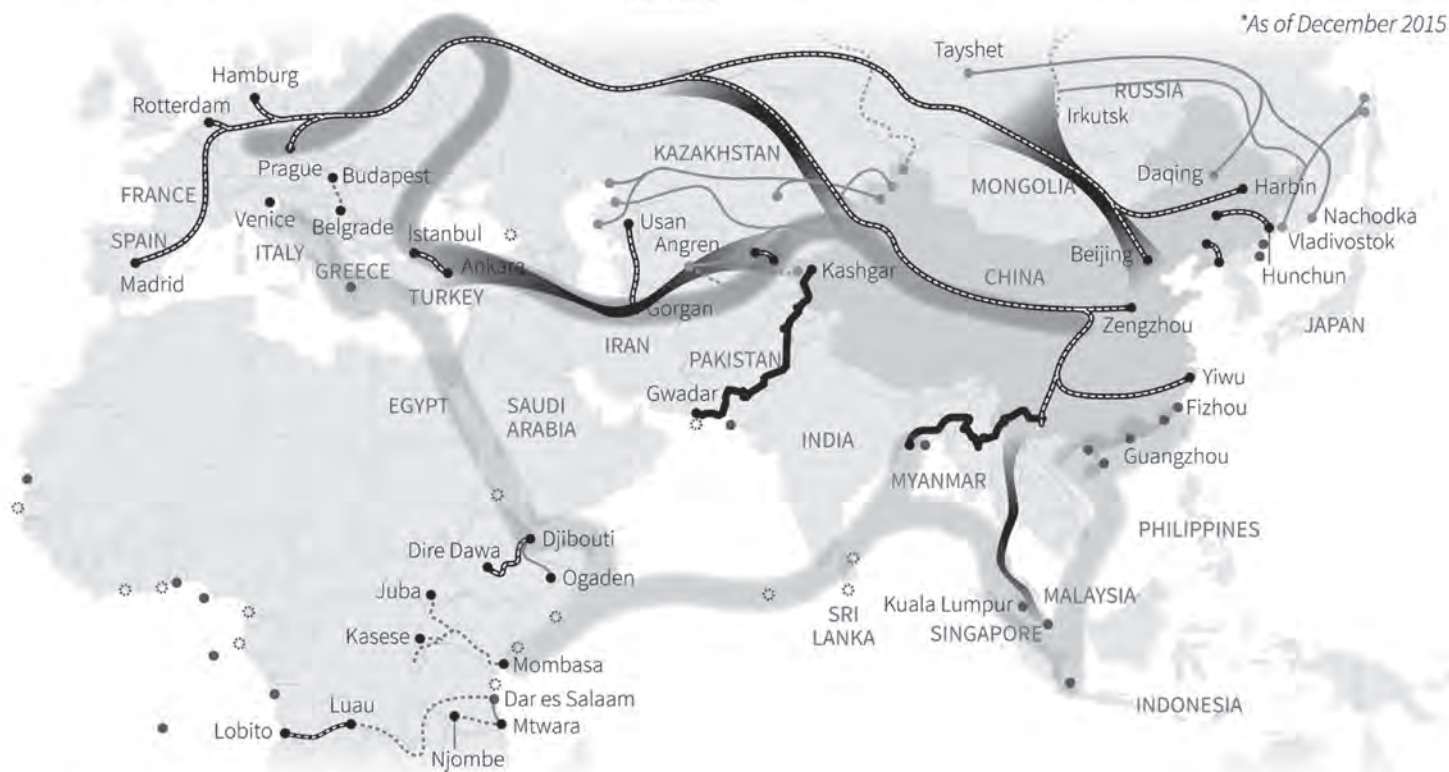 *As of December 2015
Tayshet
Hamburg
Rotterdam
RUSSIA
Irkutsk
KAZAKHSTAN
Prague
Budapest
MONGOLIA
Daqing
Harbin
FRANCE
Venice
Belgrade
Istanbul
Usan
Nachodka
SPAIN
ITALY
Angren
Vladivostok
Beijing
GREECE
Ankara
Kashgar
CHINA
Hunchun
Madrid
TURKEY
Gorgan
Zengzhou
JAPAN
IRAN
PAKISTAN
Yiwu
Gwadar
EGYPT
SAUDI
ARABIA
Fizhou
INDIA
Guangzhou
MYANMAR
PHILIPPINES
Djibouti
Dire Dawa
Ogaden
Juba
MALAYSIA
Kuala Lumpur
SRI
LANKA
SINGAPORE
Kasese
Mombasa
Dar es Salaam
INDONESIA
Luau
Mtwara
Lobito
Njombe